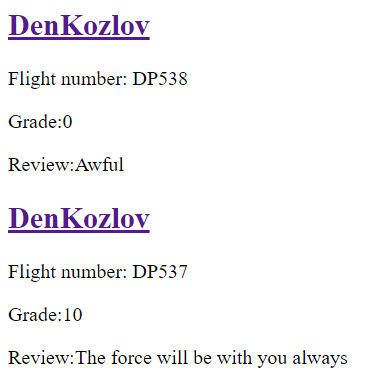 DenKozlov
Flight number: DP538
Grade:0
Review:Awful
DenKozlov
Flight number: DP537
Grade:10
Review:The force will be with you always